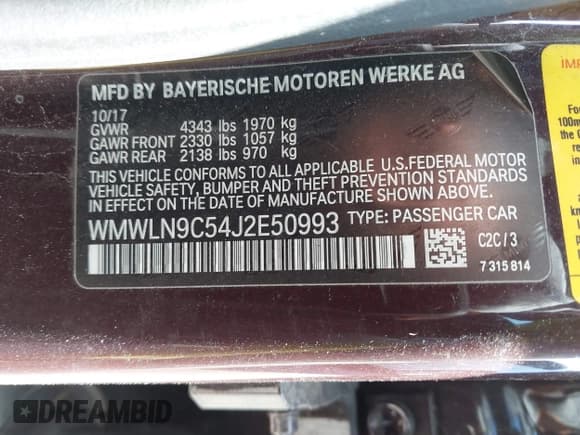 MFD BY BAYERISCHE MOTOREN WERKE AG
10/17
GVWR 4343 lbs 1970 kg
GAWR FRONT 2330 lbs 1057 kg
GAWR REAR 2138 lbs 970 kg
THIS VEHICLE CONFORMS TO ALL APPLICABLE U.S.FEDERAL MOTOR
VEHICLE SAFETY, BUMPER AND THEFT PREVENTION STANDARDS
IN EFFECT ON THE DATE OF MANUFACTURE SHOWN ABOVE.
WMWLN9C54J2E50993 TYPE: PASSENGER CAR
C2C / 3
7 315 814
100m
the
DREAMBID